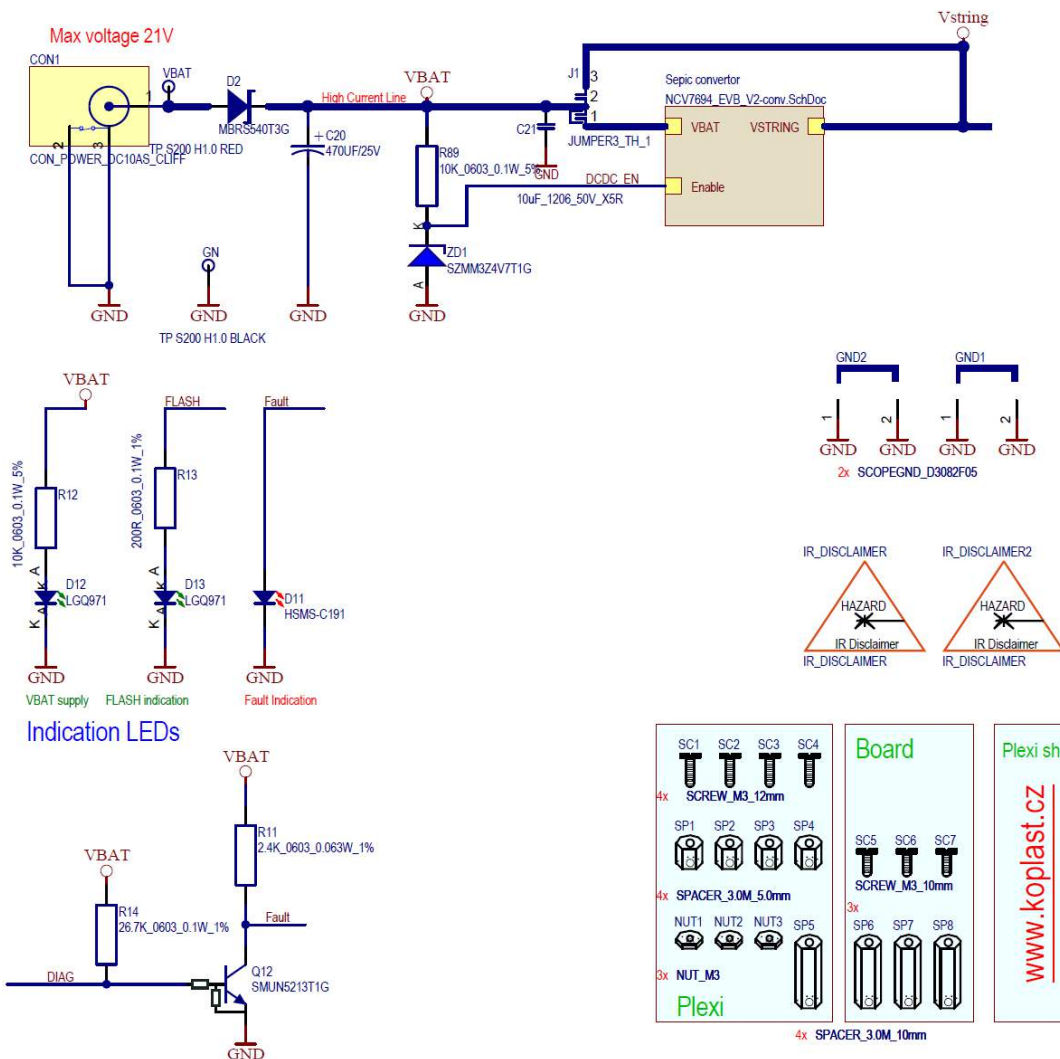 Max voltage 21V
Vstring
CON1
VBAT
D2
VBAT
J1
3
Sepic convertor
1
High Current Line
2
NCV7694_EVB_V2-conv.SchDoc
MBRS540T3G
1
VBAT
VSTRING
C20
C21
2
3
TP S200 H1.0 RED
470UF/25V
JUMPER3_TH_1
CON_POWER_DC10AS_CLIFF
R89
10K_0603_0.1W_5%
GND
DCDC_EN
Enable
10uF_1206_50V_X5R
K
GN
ZD1
SZMM3Z4V7T1G
A
GND
GND
GND
GND
TP S200 H1.0 BLACK
GND2
GND1
VBAT
FLASH
Fault
1
2
1
2
GND
GND
GND
GND
2x SCOPEGND_D3082F05
10K_0603_0.1W_5%
R12
200R_0603_0.1W_1%
R13
IR_DISCLAIMER
IR_DISCLAIMER2
A
K
A
K
D12
LGQ971
A
K
A
K
D13
LGQ971
D11
HSMS-C191
HAZARD
HAZARD
IR Disclaimer
IR Disclaimer
IR_DISCLAIMER
IR_DISCLAIMER
GND
GND
GND
VBAT supply
FLASH indication
Fault Indication
Indication LEDs
VBAT
R11
2.4K_0603_0.063W_1%
VBAT
R14
26.7K_0603_0.1W_1%
Fault
DIAG
Q12
SMUN5213T1G
GND
SC1
SC2
SC3
SC4
4x SCREW_M3_12mm
SP1
SP2
SP3
SP4
4x SPACER_3.0M_5.0mm
NUT1
NUT2
NUT3
SP5
3x NUT_M3
Plexi
Board
SC5
SC6
SC7
SCREW_M3_10mm
3x
SP6
SP7
SP8
4x SPACER_3.0M_10mm
Plexi sh
www.koplast.cz